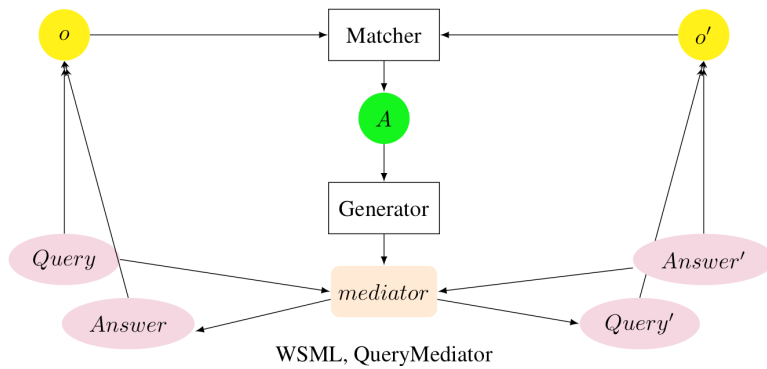 o
Matcher
o′
A
Generator
Query
Answer′
mediator
Answer
Query′
WSML, QueryMediator